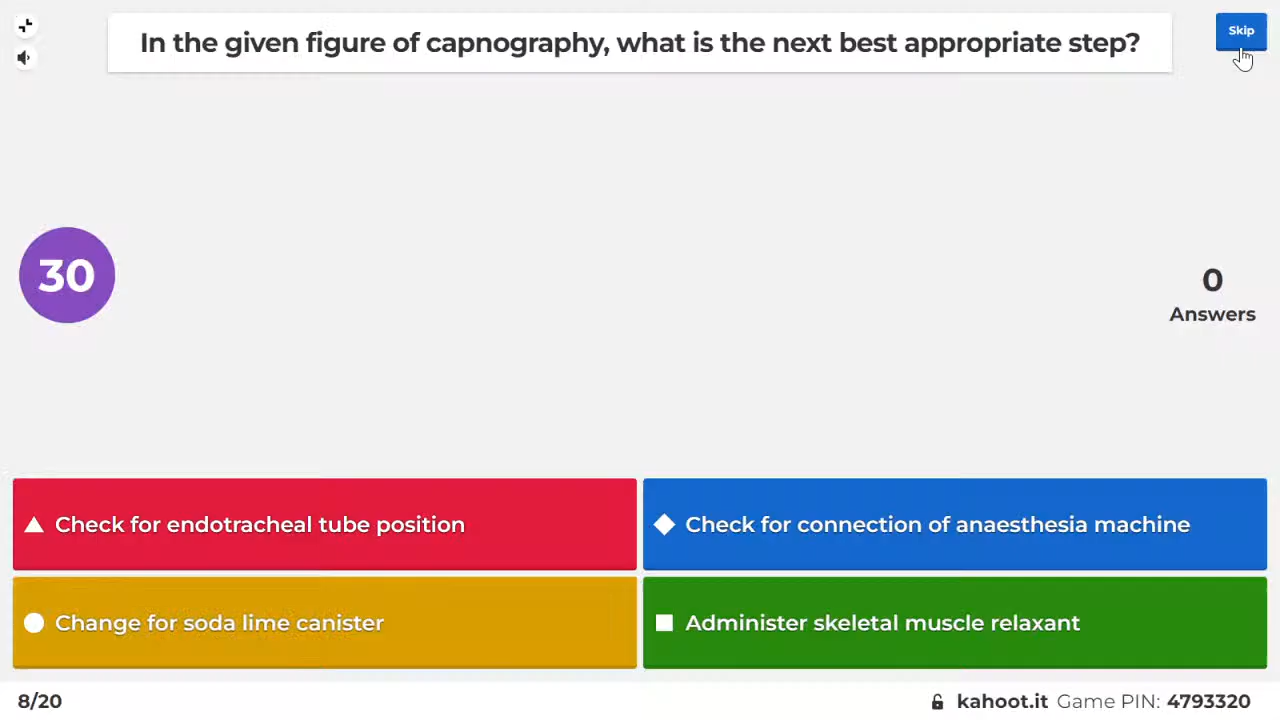 In the given figure of capnography, what is the next best appropriate step?
Skip
30
0
Answers
Check for endotracheal tube position
Check for connection of anaesthesia machine
Change for soda lime canister
Administer skeletal muscle relaxant
8/20
kahoot.it Game PIN: 4793320